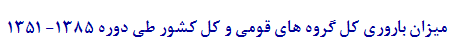 میزان باروری کل گروه های قومی و کل کشور طی دوره ۱۳۸۵- ۱۳۵۱